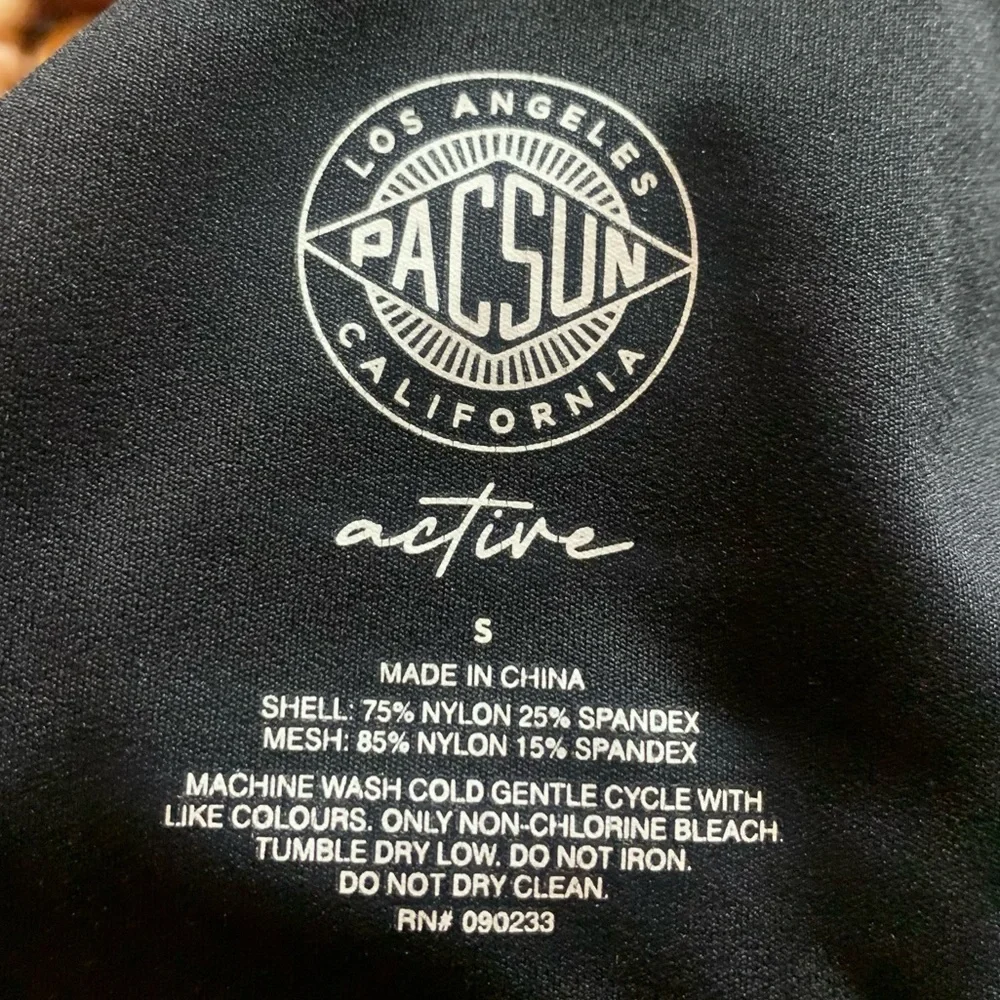 LOS ANGELES
PACSUN
CALIFORNIA
active
S
MADE IN CHINA
SHELL: 75% NYLON 25% SPANDEX
MESH: 85% NYLON 15% SPANDEX
MACHINE WASH COLD GENTLE CYCLE WITH
LIKE COLOURS. ONLY NON-CHLORINE BLEACH.
TUMBLE DRY LOW. DO NOT IRON.
DO NOT DRY CLEAN.
RN# 090233